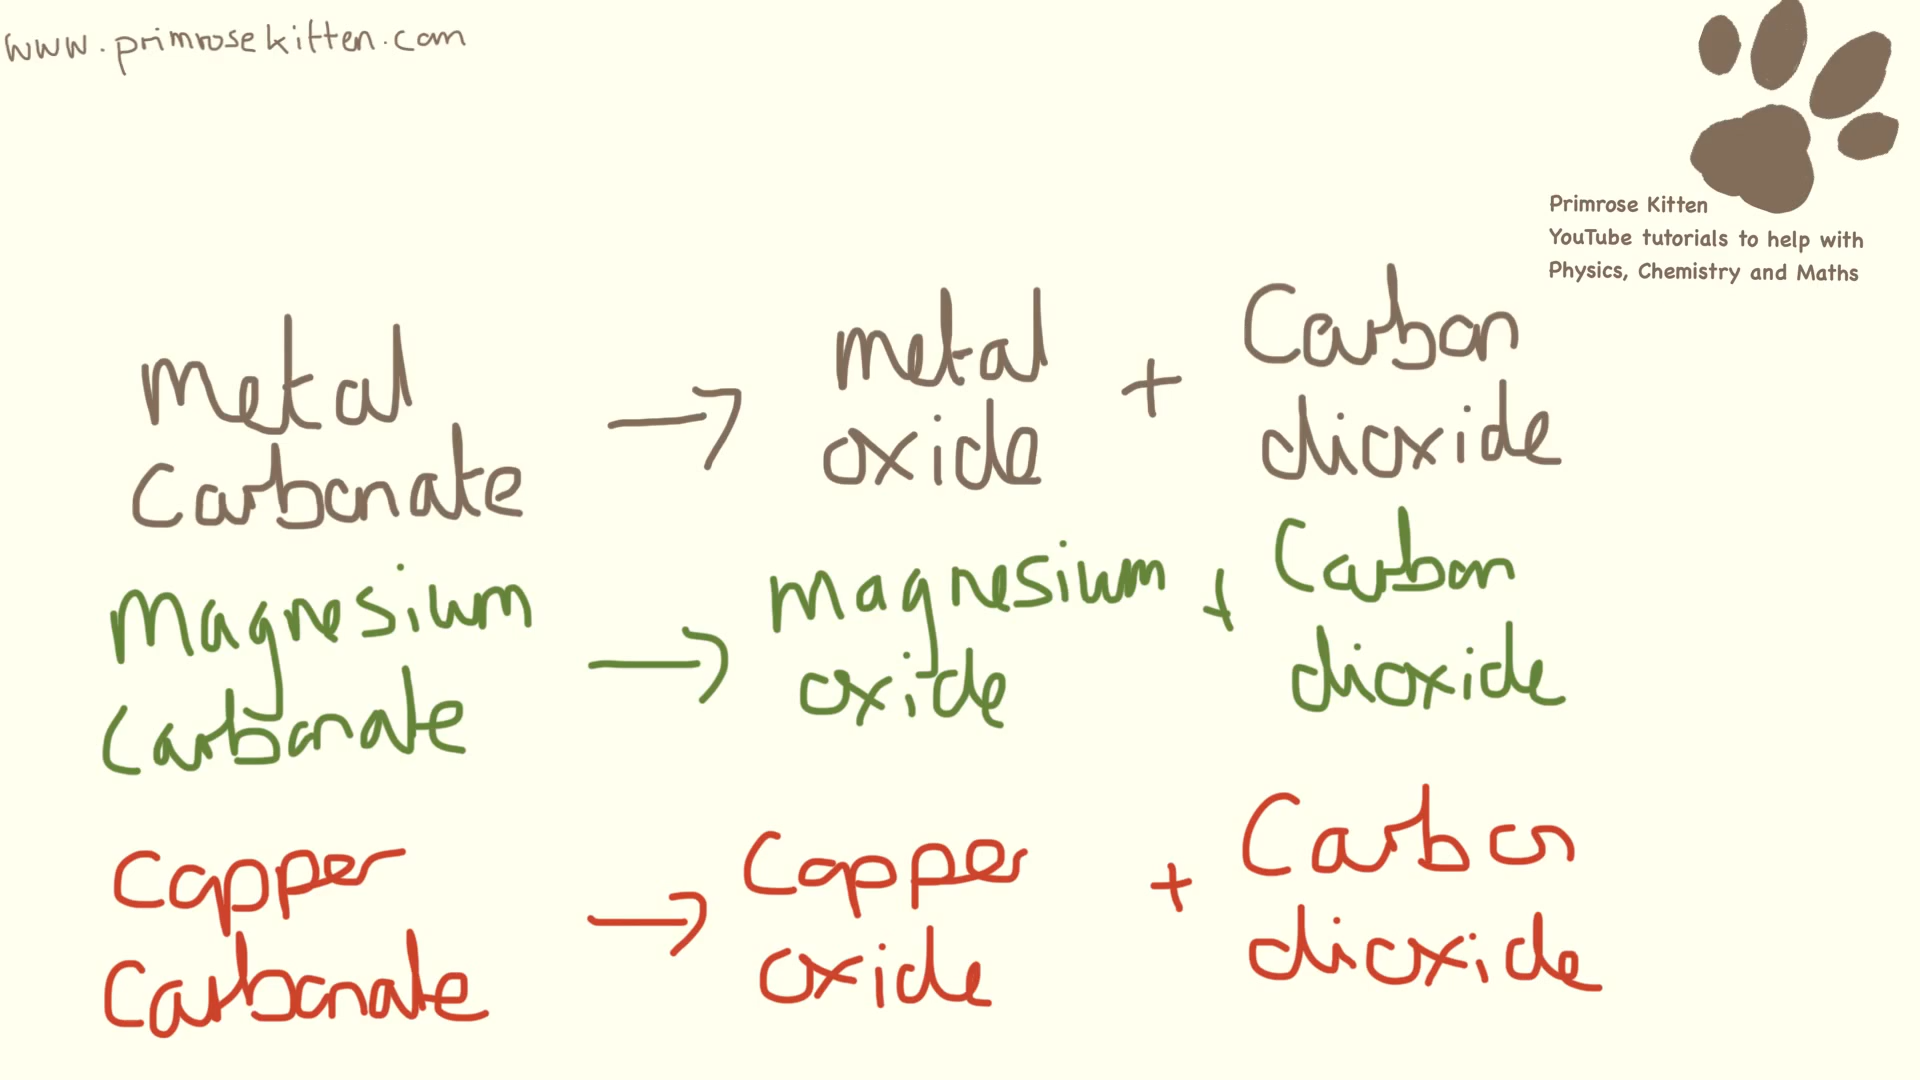 www.primrosekitten.com
Primrose Kitten
YouTube tutorials to help with
Physics, Chemistry and Maths
Metal Carbonate → metal oxide + Carbon dioxide
Magnesium Carbonate → magnesium oxide + Carbon dioxide
Copper Carbonate → Copper oxide + Carbon dioxide